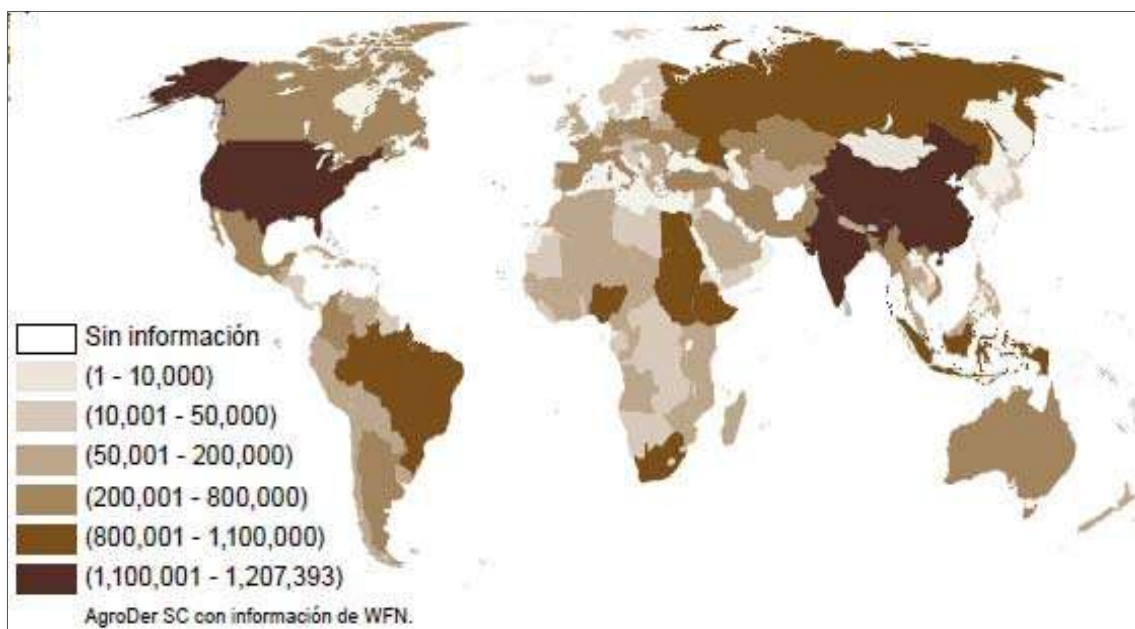 Sin información
(1 - 10,000)
(10,001 - 50,000)
(50,001 - 200,000)
(200,001 - 800,000)
(800,001 - 1,100,000)
(1,100,001 - 1,207,393)
AgroDer SC con información de WFN.